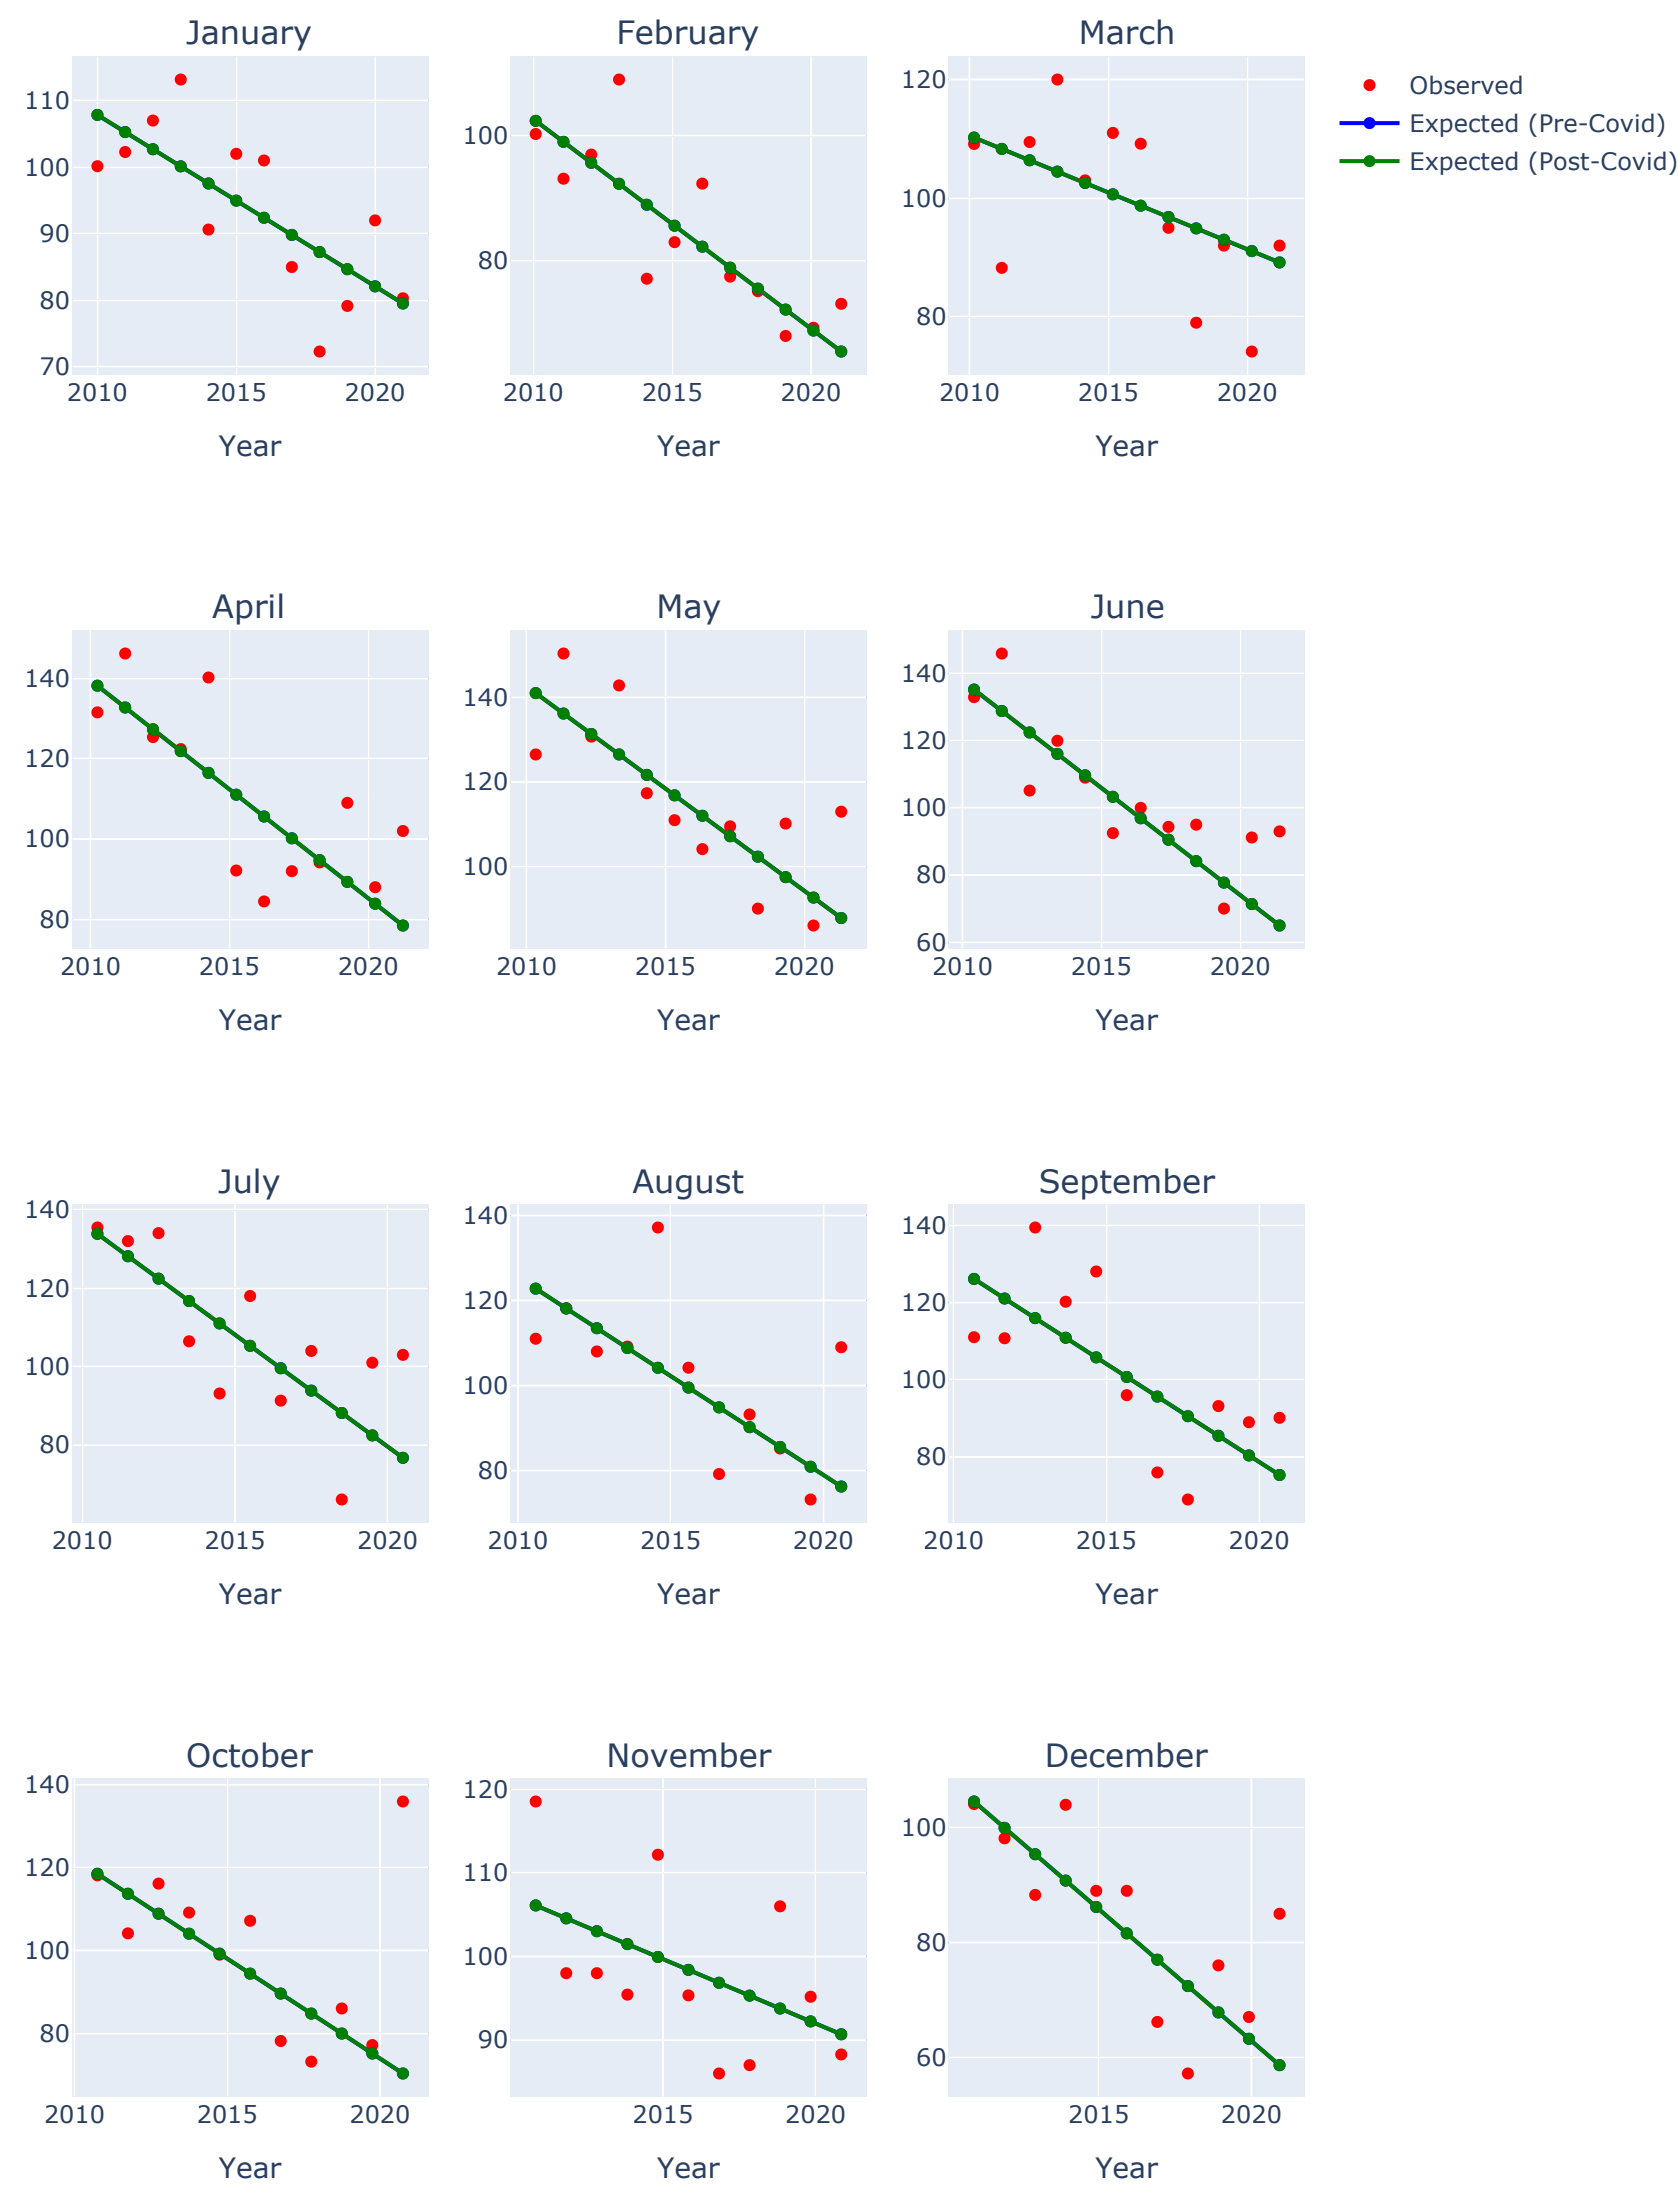 January
February
March
110
100
90
80
70
2010
2015
2020
Year
100
80
2010
2015
2020
Year
120
100
80
2010
2015
2020
Year
Observed
Expected (Pre-Covid)
Expected (Post-Covid)
April
May
June
140
120
100
80
2010
2015
2020
Year
140
120
100
2010
2015
2020
Year
140
120
100
80
60
2010
2015
2020
Year
July
August
September
140
120
100
80
2010
2015
2020
Year
140
120
100
80
2010
2015
2020
Year
140
120
100
80
2010
2015
2020
Year
October
November
December
140
120
100
80
2010
2015
2020
Year
120
110
100
90
2015
2020
Year
100
80
60
2015
2020
Year